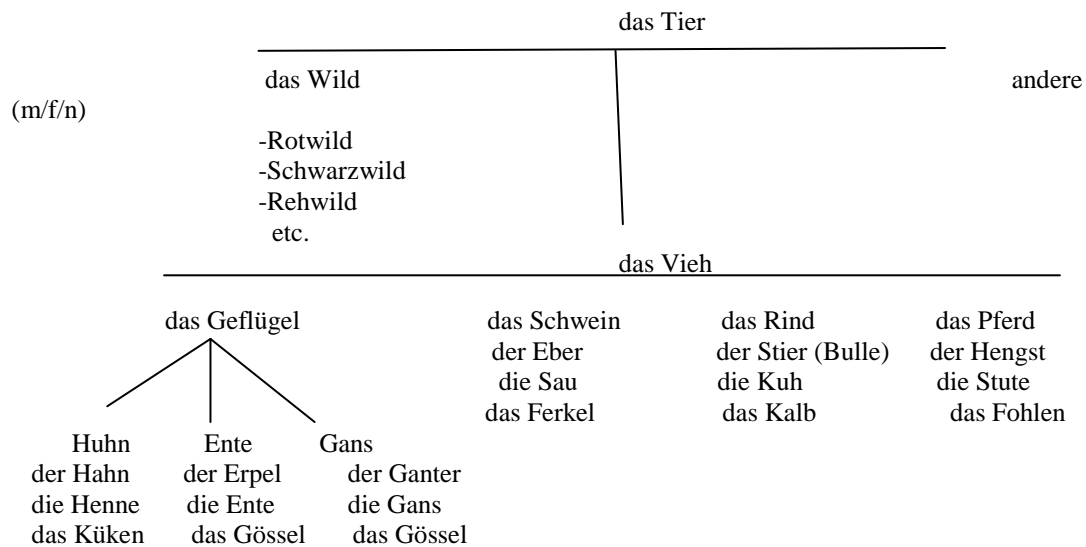 das Tier
das Wild andere
(m/f/n)
-Rotwild
-Schwarzwild
-Rehwild
etc.
das Vieh
das Geflügel das Schwein das Rind das Pferd
der Eber der Stier (Bulle) der Hengst
die Sau die Kuh die Stute
das Ferkel das Kalb das Fohlen
Huhn Ente Gans
der Hahn der Erpel der Ganter
die Henne die Ente die Gans
das Küken das Gössel das Gössel